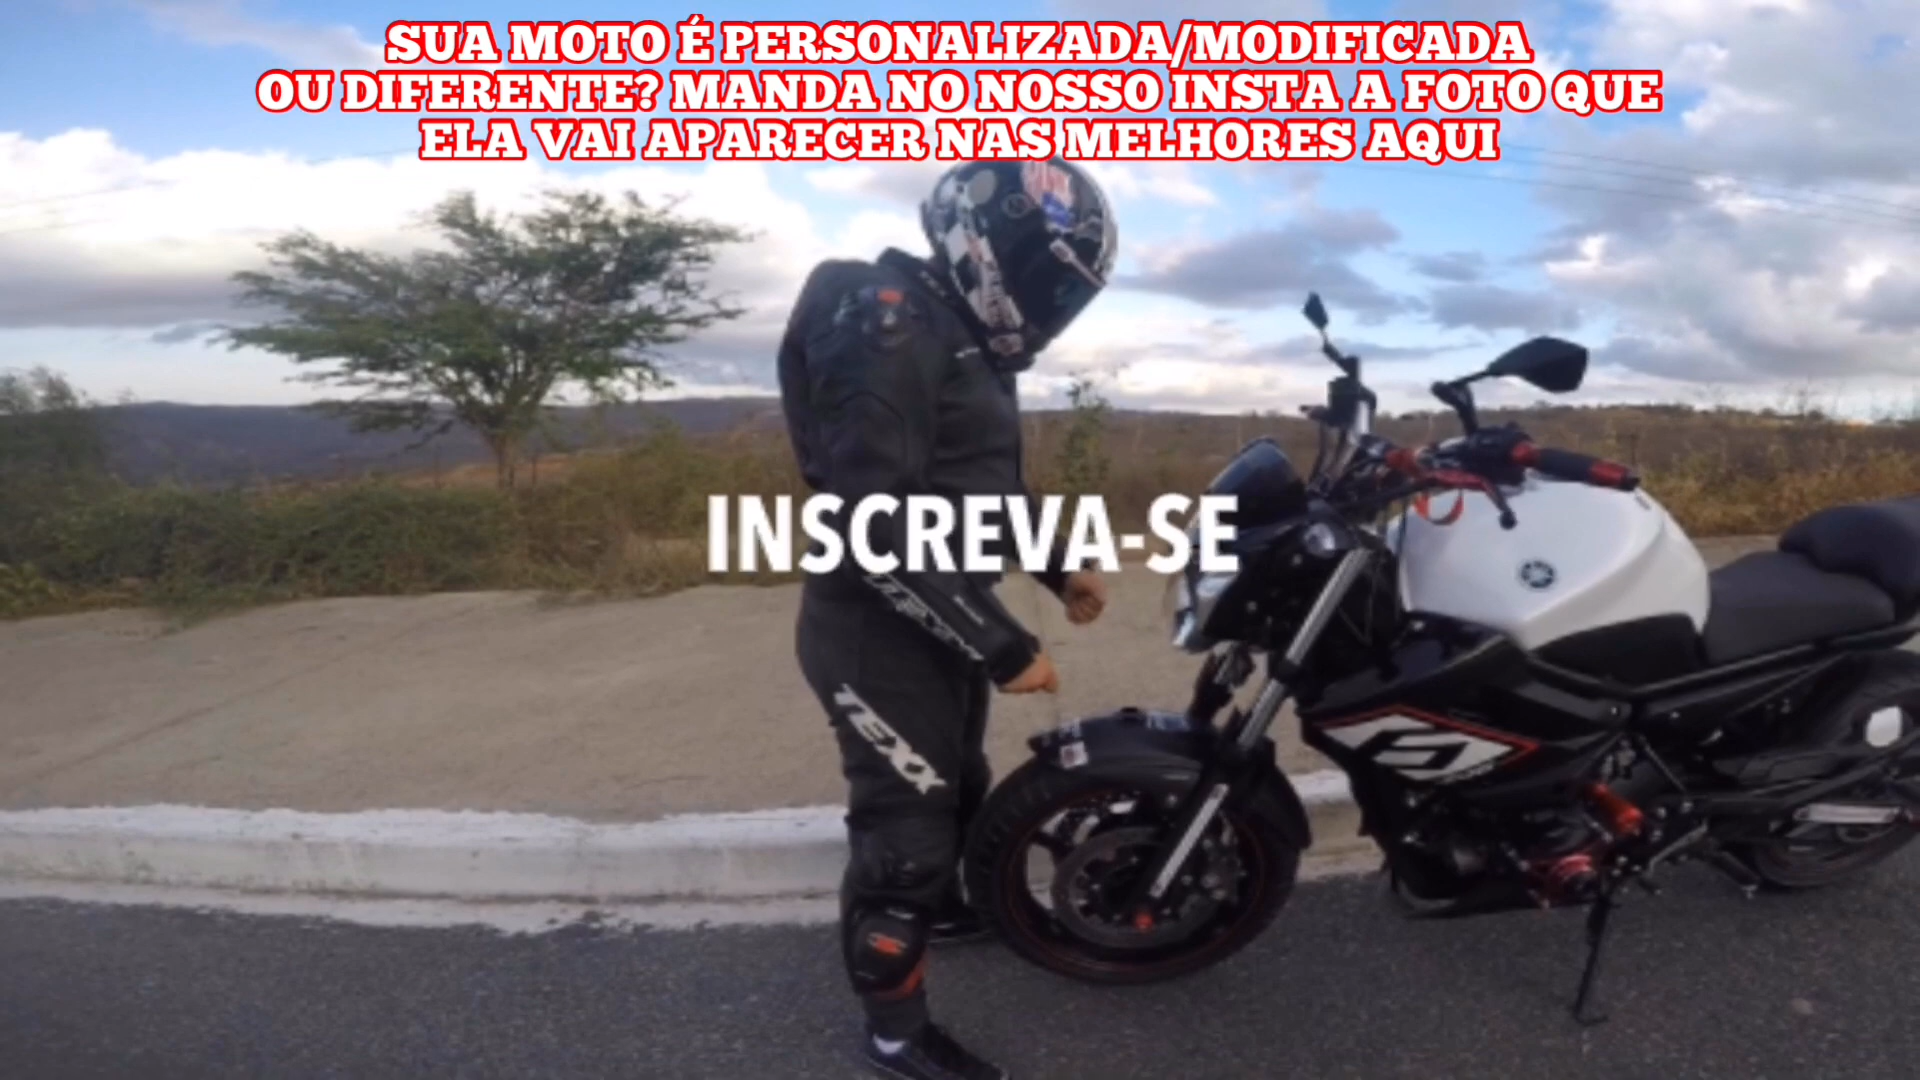 SUA MOTO É PERSONALIZADA/MODIFICADA
OU DIFERENTE? MANDA NO NOSSO INSTA A FOTO QUE
ELA VAI APARECER NAS MELHORES AQUI
INSCREVA-SE
TEXX